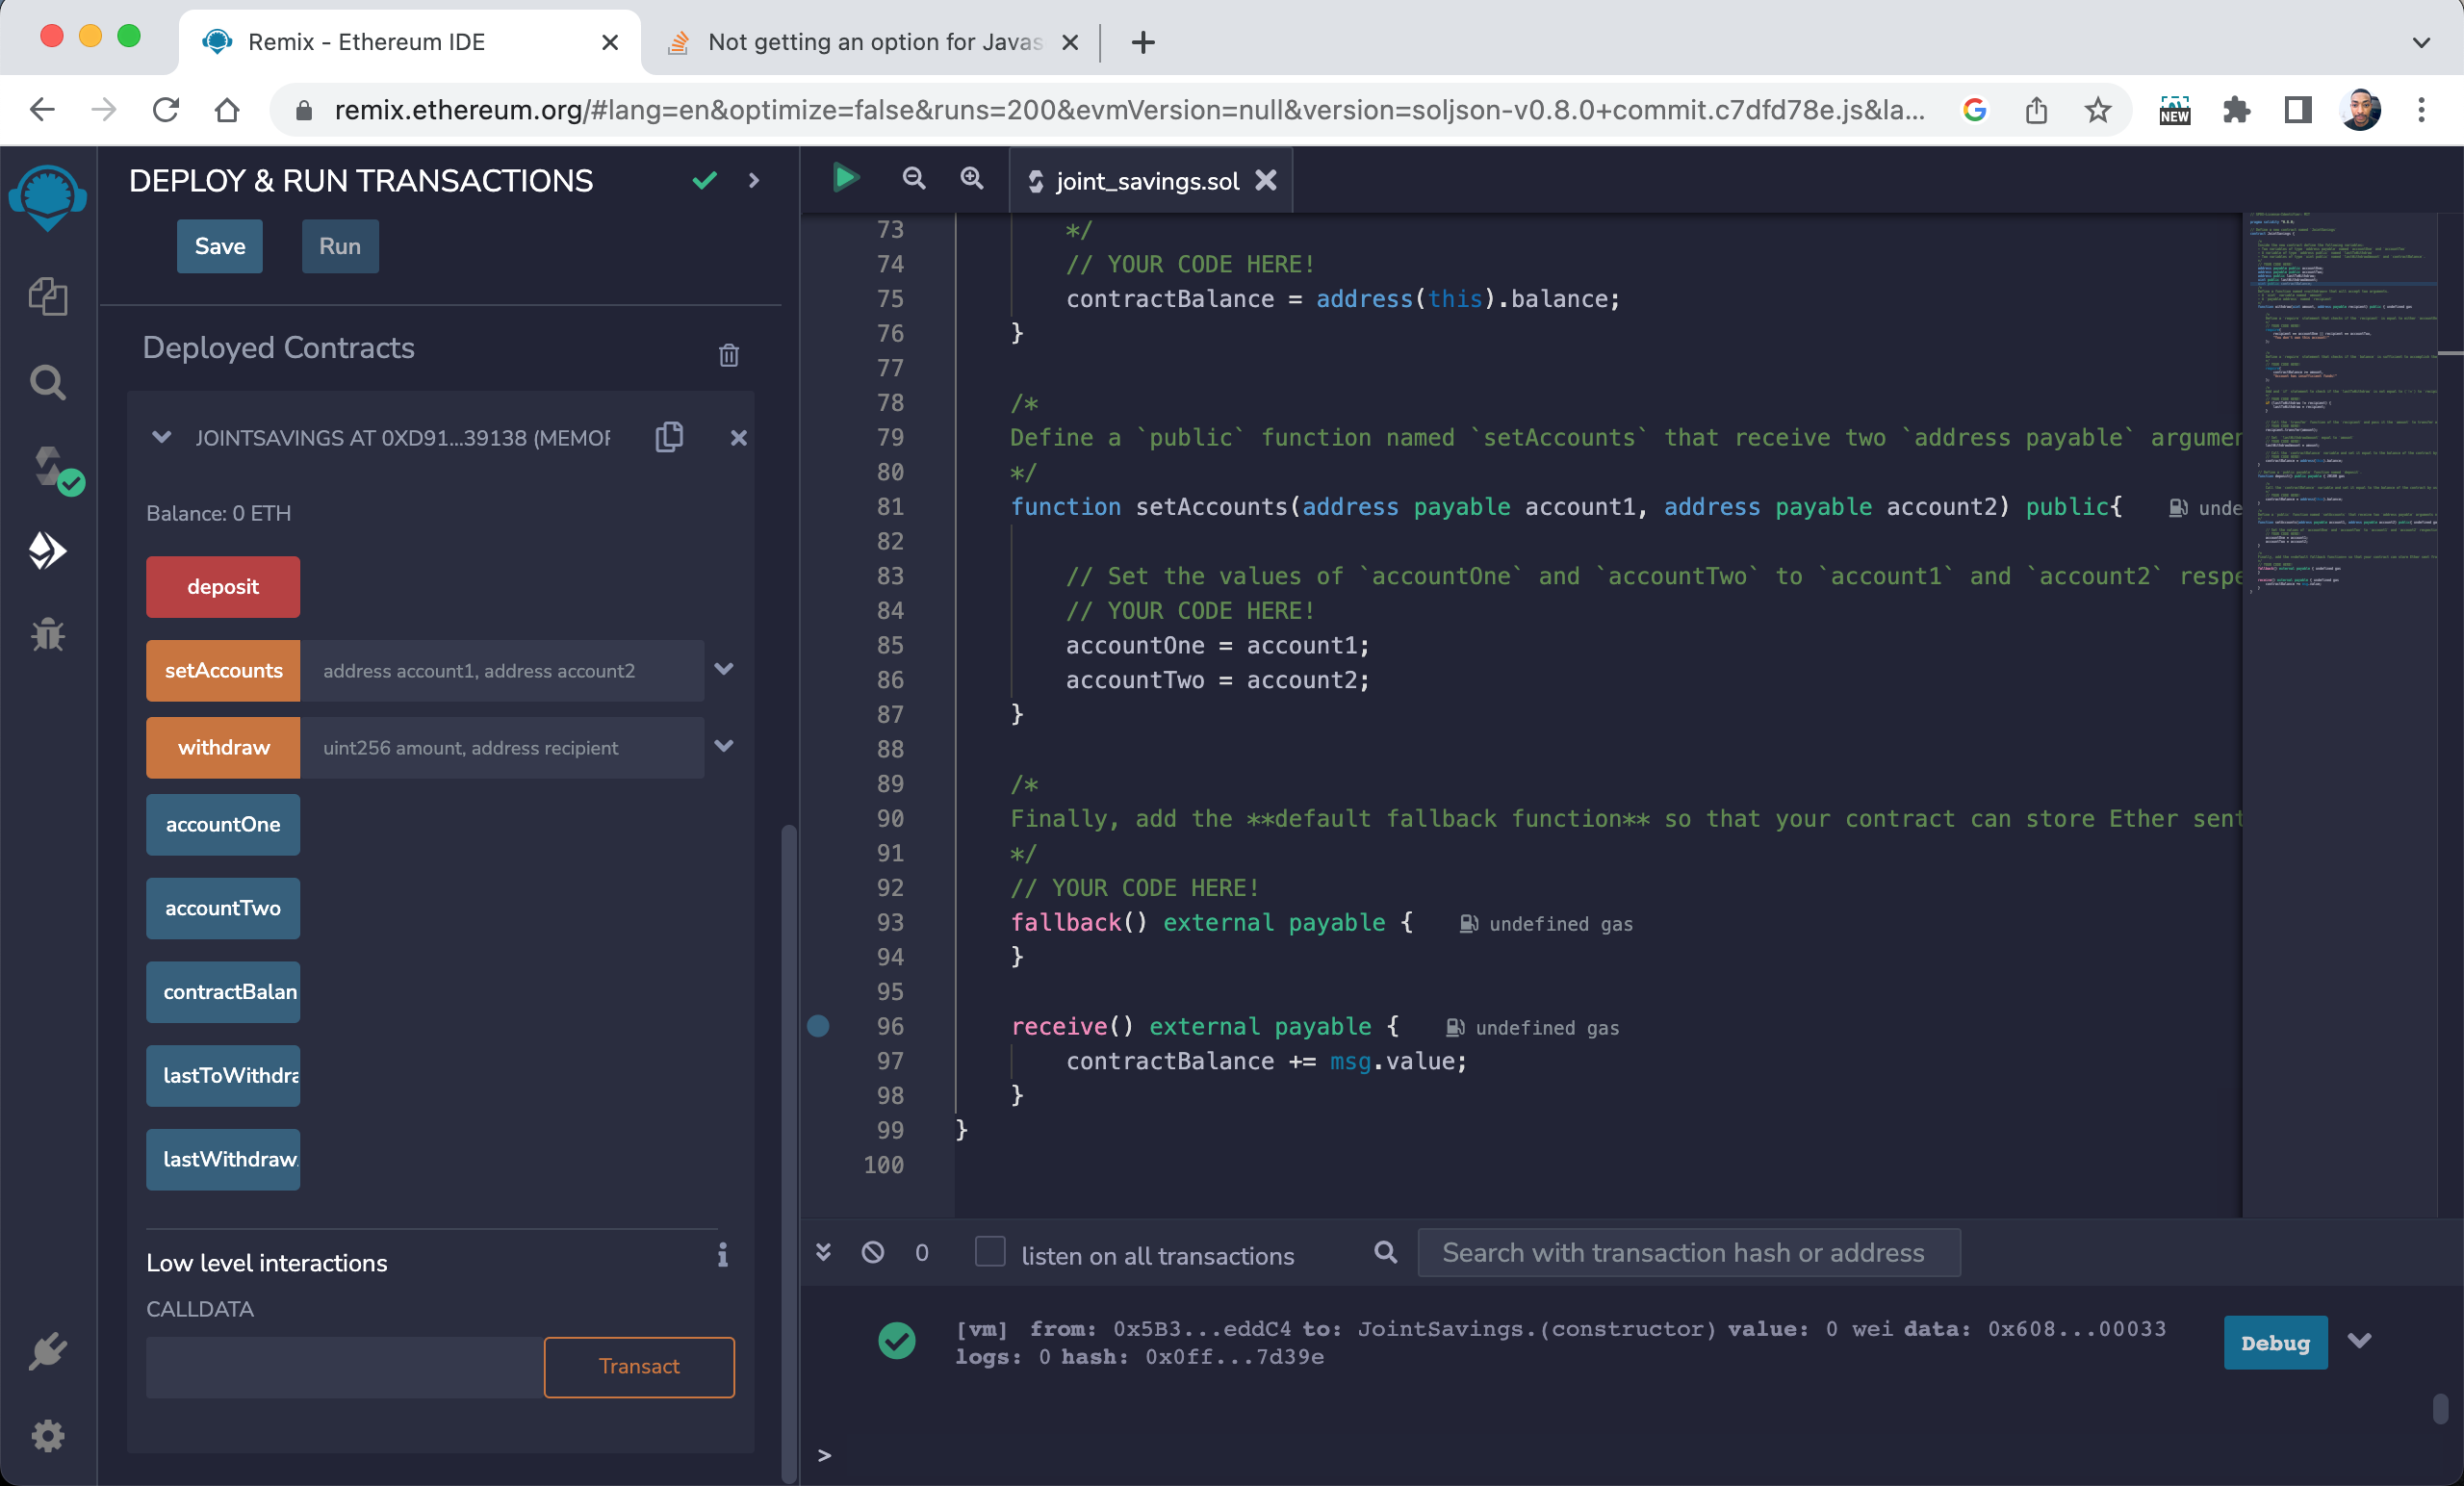 Remix - Ethereum IDE
Not getting an option for Javas
remix.ethereum.org/#lang=en&optimize=false&runs=200&evmVersion=null&version=soljson-v0.8.0+commit.c7dfd78e.js&la...
NEW
DEPLOY & RUN TRANSACTIONS
Save
Run
Deployed Contracts
JOINTSAVINGS AT 0XD91...39138 (MEMOR
Balance: 0 ETH
deposit
setAccounts
address account1, address account2
withdraw
uint256 amount, address recipient
accountOne
accountTwo
contractBalan
lastToWithdra
lastWithdraw
Low level interactions
CALLDATA
Transact
joint_savings.sol
73 */
74 // YOUR CODE HERE!
75 contractBalance = address(this).balance;
76 }
77
78 /*
79 Define a `public` function named `setAccounts` that receive two `address payable` argumen
80 */
81 function setAccounts(address payable account1, address payable account2) public{ unde
82
83 // Set the values of `accountOne` and `accountTwo` to `account1` and `account2` respe
84 // YOUR CODE HERE!
85 accountOne = account1;
86 accountTwo = account2;
87 }
88
89 /*
90 Finally, add the **default fallback function** so that your contract can store Ether sent
91 */
92 // YOUR CODE HERE!
93 fallback() external payable { undefined gas
94 }
95
96 receive() external payable { undefined gas
97 contractBalance += msg.value;
98 }
99 }
100
0
listen on all transactions
Search with transaction hash or address
[vm] from: 0x5B3...eddC4 to: JointSavings.(constructor) value: 0 wei data: 0x608...00033
logs: 0 hash: 0x0ff...7d39e
Debug
>